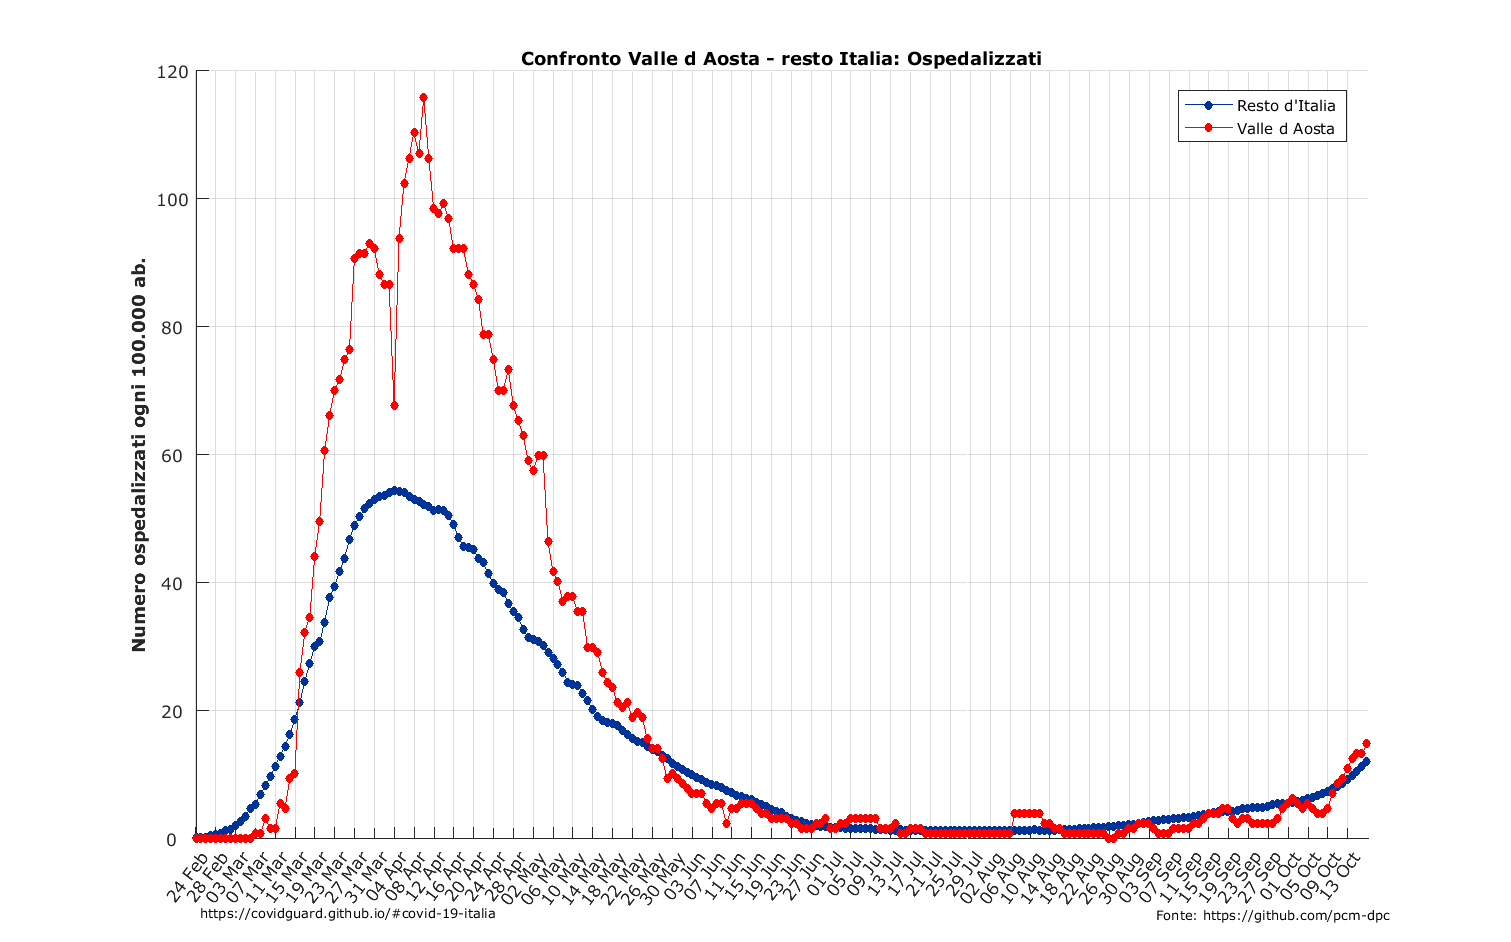 Confronto Valle d Aosta - resto Italia: Ospedalizzati
120
100
80
60
40
20
0
Numero ospedalizzati ogni 100.000 ab.
Resto d'Italia
Valle d Aosta
24 Feb
28 Feb
03 Mar
07 Mar
11 Mar
15 Mar
19 Mar
23 Mar
27 Mar
31 Mar
04 Apr
08 Apr
12 Apr
16 Apr
20 Apr
24 Apr
28 Apr
02 May
06 May
10 May
14 May
18 May
22 May
26 May
30 May
03 Jun
07 Jun
11 Jun
15 Jun
19 Jun
23 Jun
27 Jun
01 Jul
05 Jul
09 Jul
13 Jul
17 Jul
21 Jul
25 Jul
29 Jul
02 Aug
06 Aug
10 Aug
14 Aug
18 Aug
22 Aug
26 Aug
30 Aug
03 Sep
07 Sep
11 Sep
15 Sep
19 Sep
23 Sep
27 Sep
01 Oct
05 Oct
09 Oct
13 Oct
https://covidguard.github.io/#covid-19-italia
Fonte: https://github.com/pcm-dpc